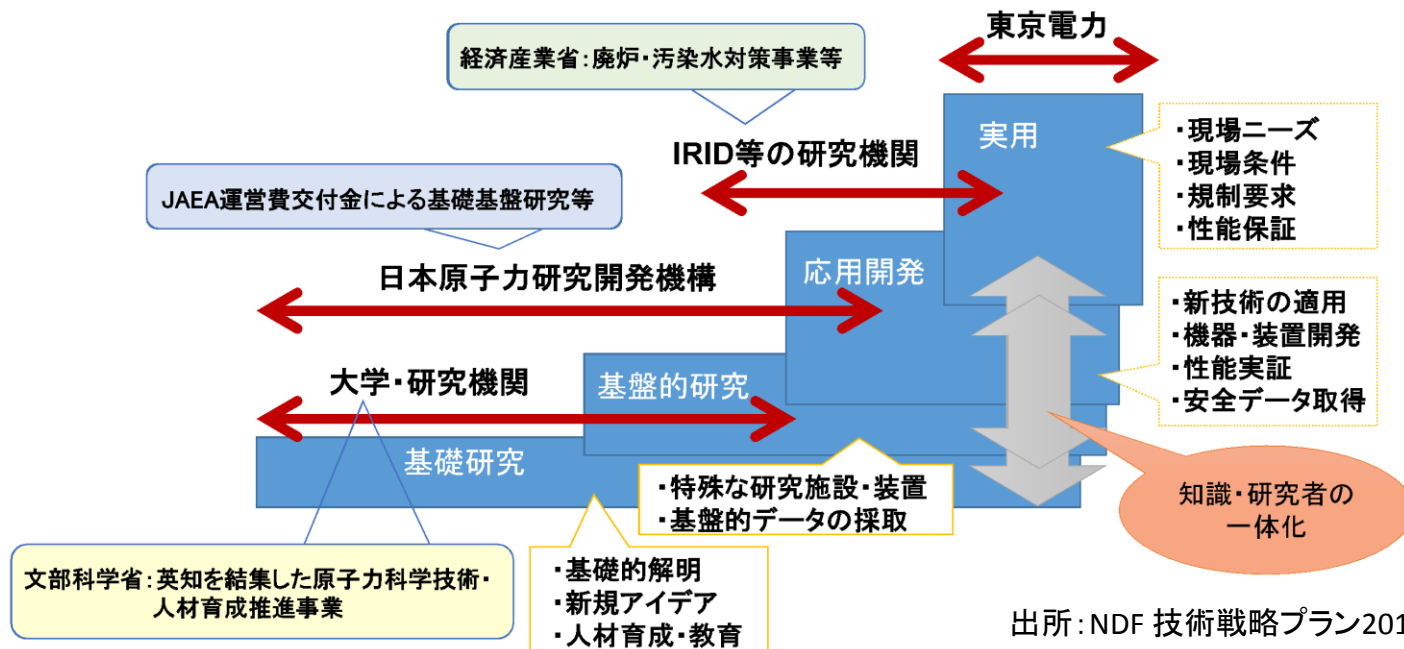 東京電力
経済産業省:廃炉・汚染水対策事業等
実用
・現場ニーズ
・現場条件
・規制要求
・性能保証
IRID等の研究機関
JAEA運営費交付金による基礎基盤研究等
応用開発
日本原子力研究開発機構
・新技術の適用
・機器・装置開発
・性能実証
・安全データ取得
大学・研究機関
基盤的研究
基礎研究
・特殊な研究施設・装置
・基盤的データの採取
知識・研究者の
一体化
文部科学省:英知を結集した原子力科学技術・
人材育成推進事業
・基礎的解明
・新規アイデア
・人材育成・教育
出所:NDF 技術戦略プラン201